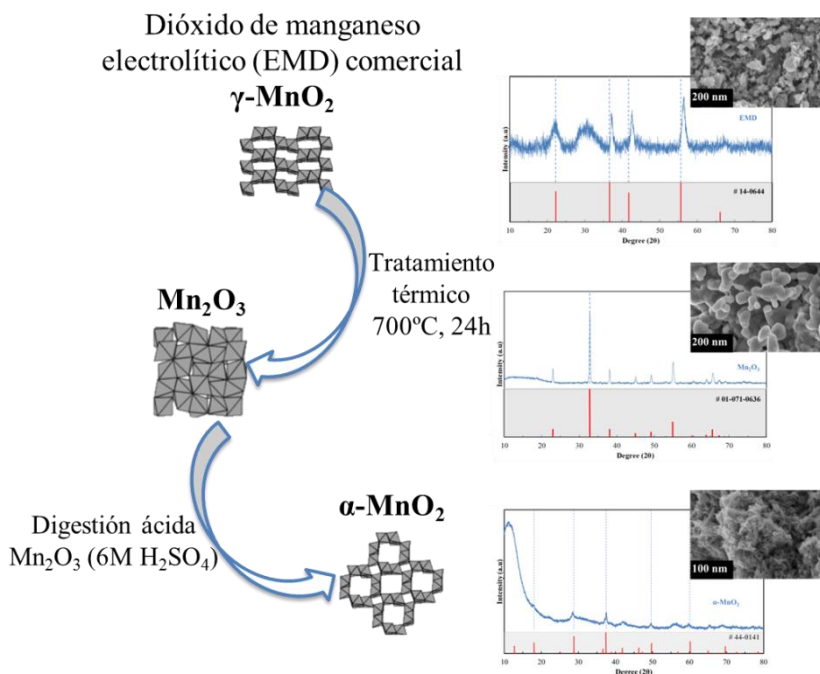 Dióxido de manganeso
electrolítico (EMD) comercial
γ-MnO₂
Tratamiento
térmico
700ºC, 24h
Mn₂O₃
Digestión ácida
Mn₂O₃ (6M H₂SO₄)
α-MnO₂
200 nm
EMD
Intensity (a.u)
# 14-0644
10 20 30 40 50 60 70 80
Degree (2θ)
200 nm
Mn₂O₃
Intensity (a.u)
# 01-071-0636
10 20 30 40 50 60 70 80
Degree (2θ)
100 nm
α-MnO₂
Intensity (a.u)
# 44-0141
10 20 30 40 50 60 70 80
Degree (2θ)